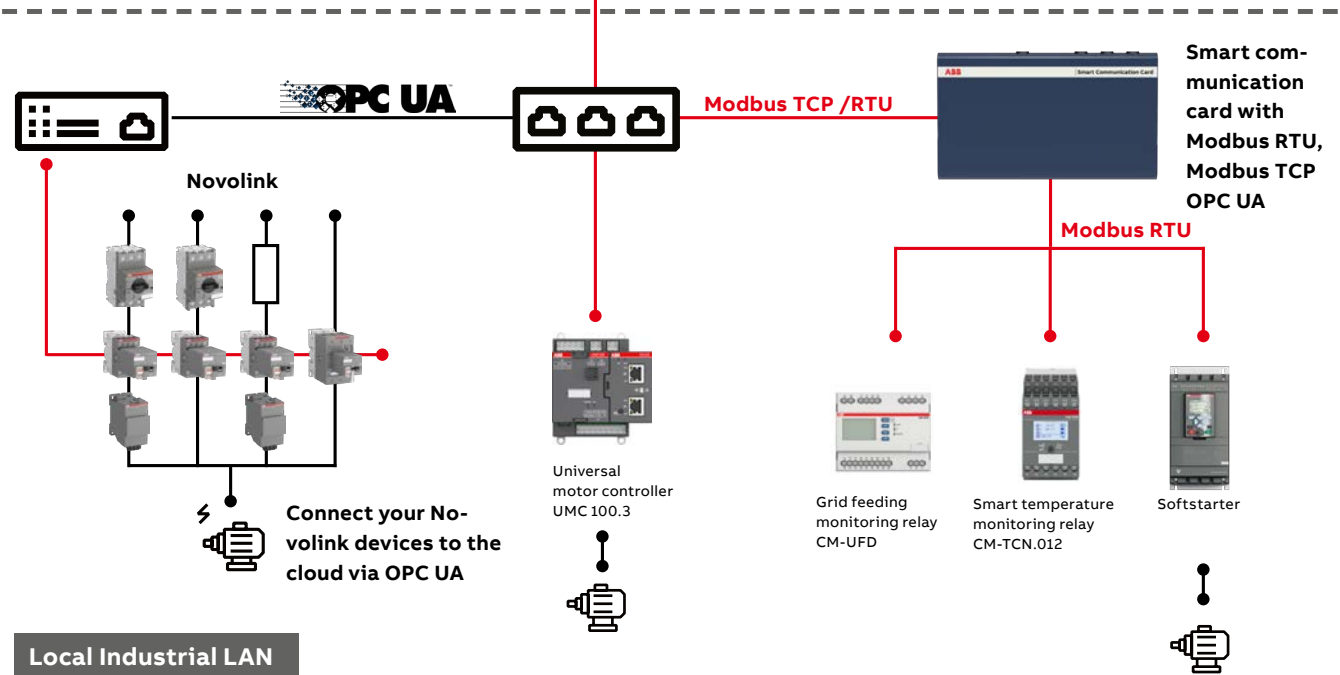 OPC UA
Modbus TCP /RTU
ABB
Smart Communication Card
Smart com-
munication
card with
Modbus RTU,
Modbus TCP
OPC UA
Novolink
Modbus RTU
Universal
motor controller
UMC 100.3
Grid feeding
monitoring relay
CM-UFD
Smart temperature
monitoring relay
CM-TCN.012
Softstarter
Connect your No-
volink devices to the
cloud via OPC UA
Local Industrial LAN